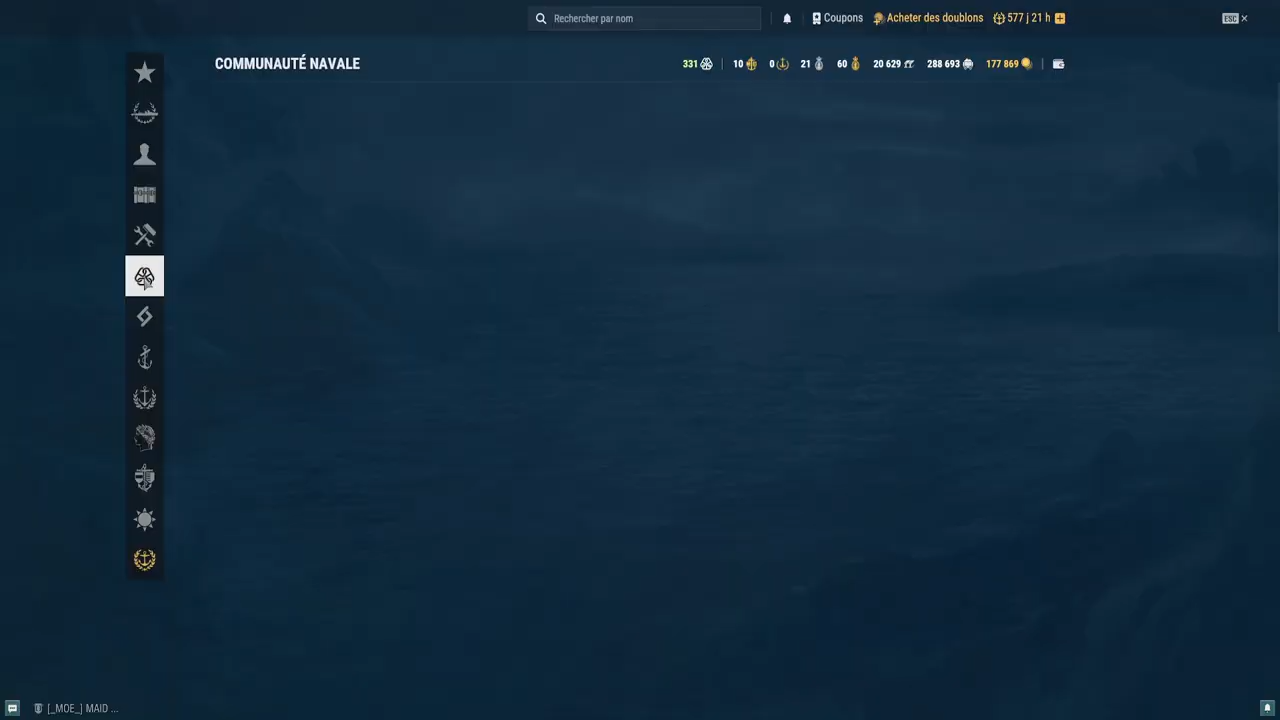 Rechercher par nom
Coupons
Acheter des doublons
577 j 21 h
ESC
COMMUNAUTÉ NAVALE
331 10 0 21 60 20 629 288 693 177 869
[_MOE_] MAID ...